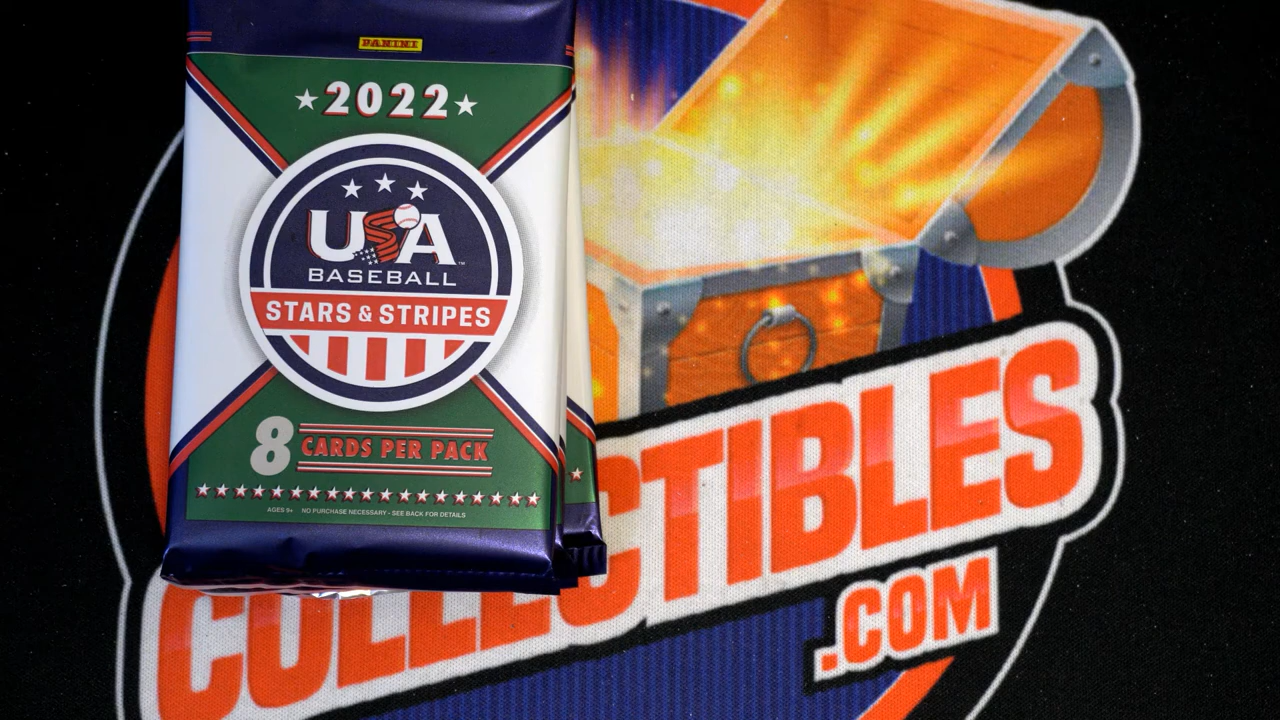 PANINI
2022
USA
BASEBALL
STARS & STRIPES
8 CARDS PER PACK
AGES 9+ NO PURCHASE NECESSARY - SEE BACK FOR DETAILS
COLLECTIBLES
.COM